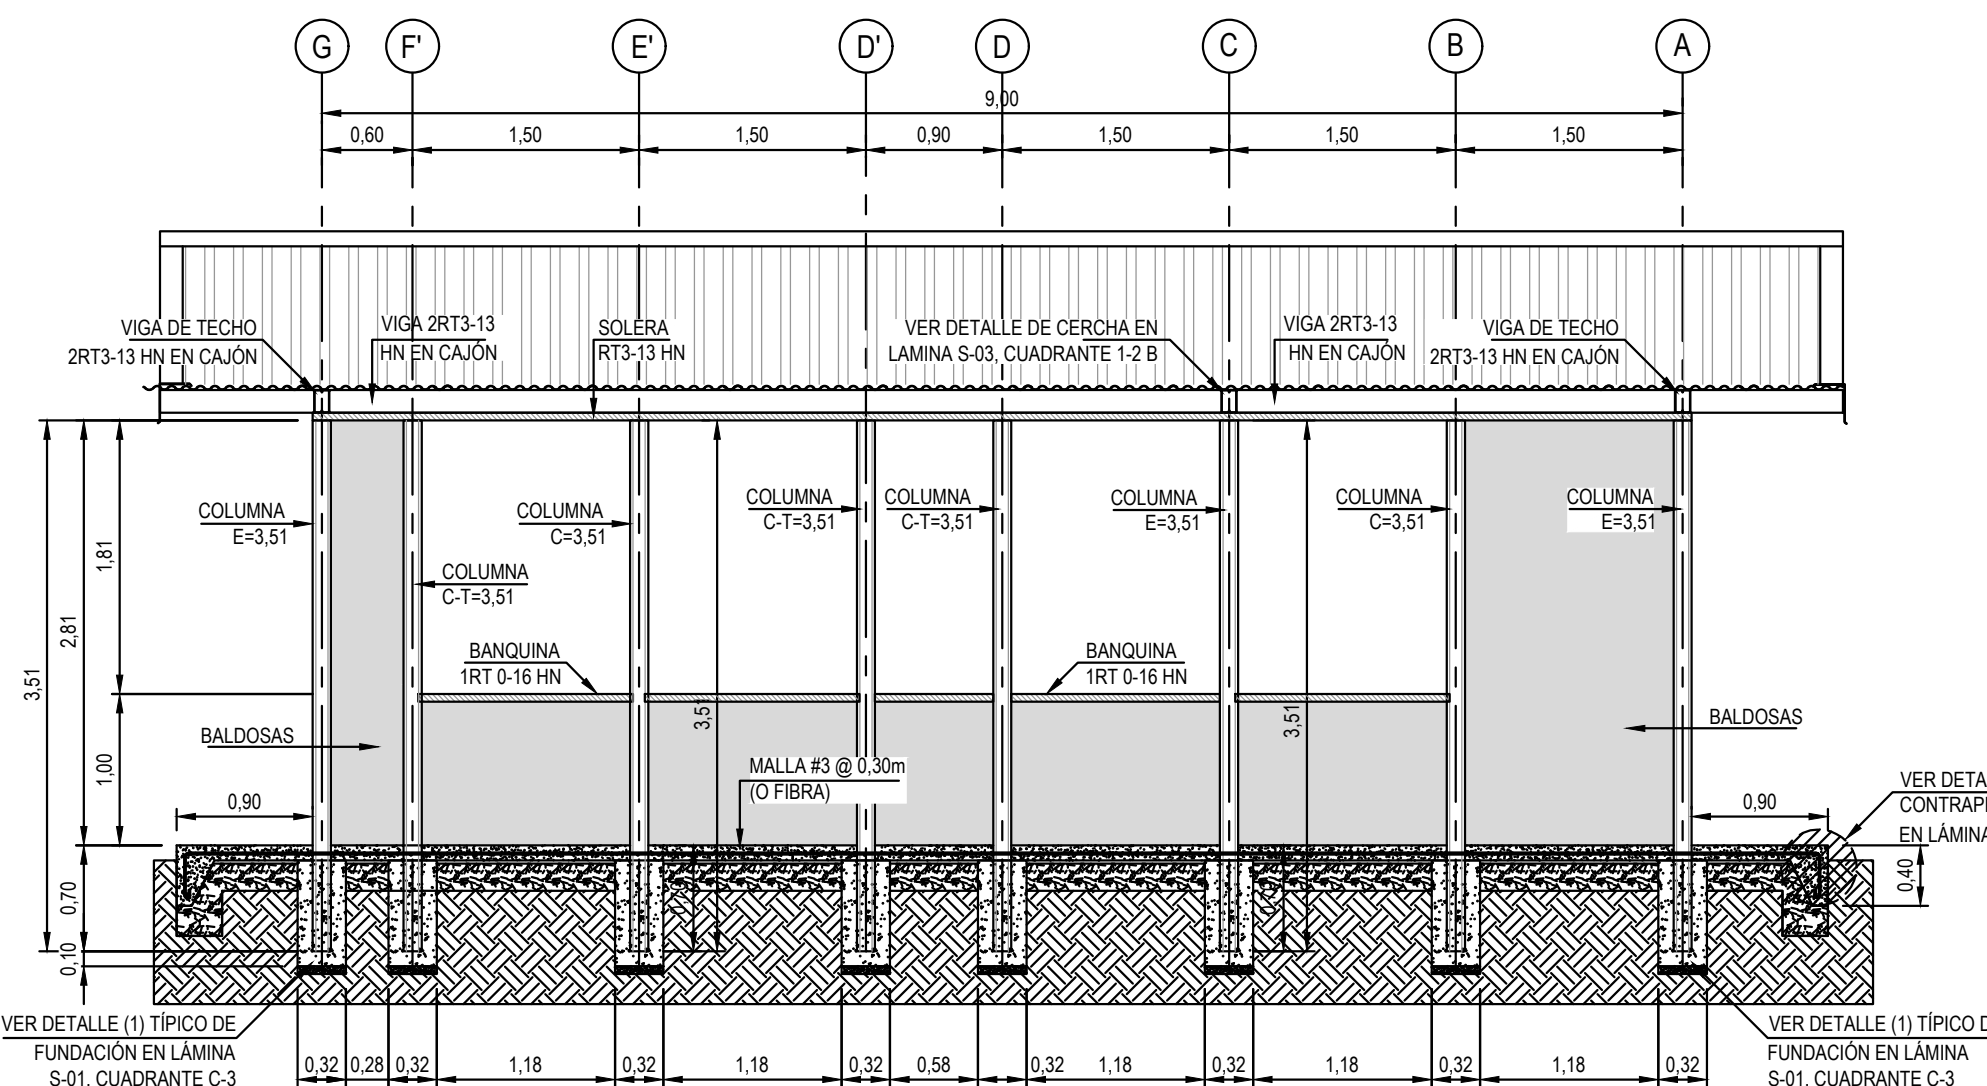 G F' E' D' D C B A
9,00
0,60 1,50 1,50 0,90 1,50 1,50 1,50
VIGA DE TECHO
2RT3-13 HN EN CAJÓN
VIGA 2RT3-13
HN EN CAJÓN
SOLERA
RT3-13 HN
VER DETALLE DE CERCHA EN
LAMINA S-03, CUADRANTE 1-2 B
VIGA 2RT3-13
HN EN CAJÓN
VIGA DE TECHO
2RT3-13 HN EN CAJÓN
COLUMNA
E=3,51
COLUMNA
C-T=3,51
COLUMNA
C=3,51
COLUMNA
C-T=3,51
COLUMNA
C-T=3,51
COLUMNA
E=3,51
COLUMNA
C=3,51
COLUMNA
E=3,51
3,51
2,81
1,81
1,00
0,70
0,10
BANQUINA
1RT 0-16 HN
BANQUINA
1RT 0-16 HN
3,51
3,51
BALDOSAS
BALDOSAS
MALLA #3 @ 0,30m
(O FIBRA)
0,90
0,90
VER DETA
CONTRAPI
EN LÁMINA
0,40
VER DETALLE (1) TÍPICO DE
FUNDACIÓN EN LÁMINA
S-01, CUADRANTE C-3
0,32 0,28 0,32 1,18 0,32 1,18 0,32 0,58 0,32 1,18 0,32 1,18 0,32 1,18 0,32
VER DETALLE (1) TÍPICO D
FUNDACIÓN EN LÁMINA
S-01, CUADRANTE C-3